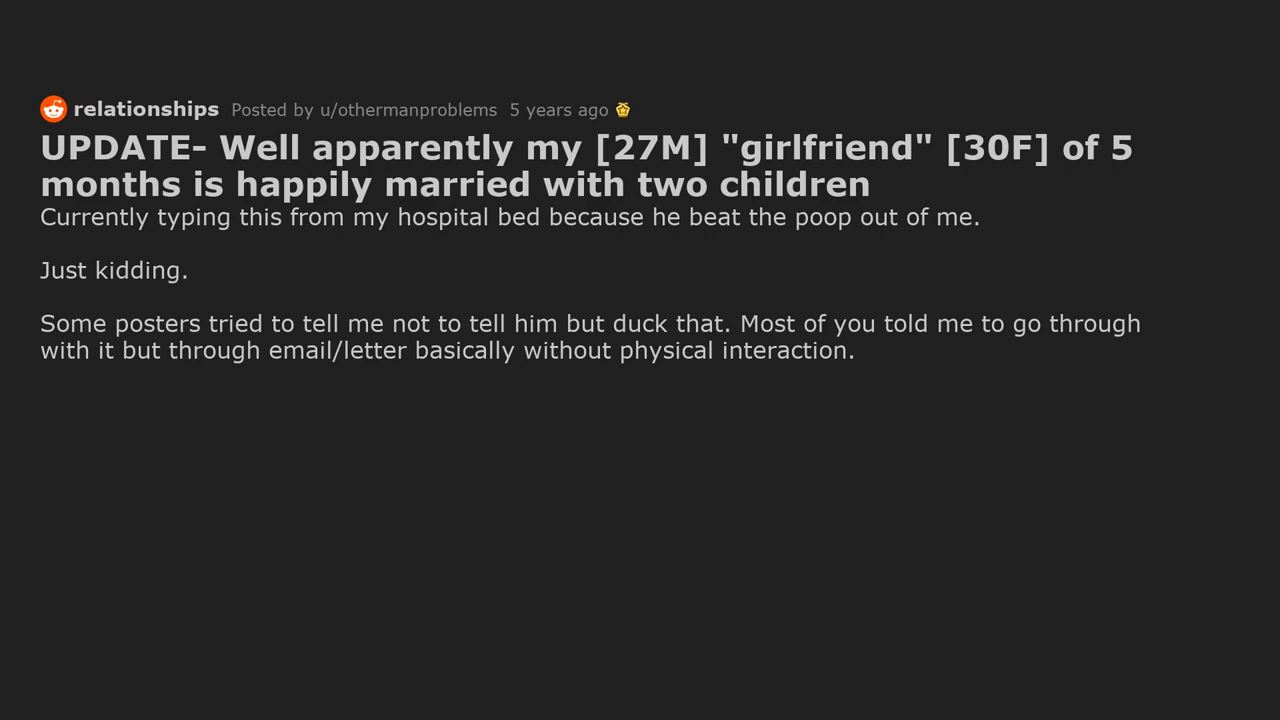 relationships Posted by u/othermanproblems 5 years ago
UPDATE- Well apparently my [27M] "girlfriend" [30F] of 5
months is happily married with two children
Currently typing this from my hospital bed because he beat the poop out of me.
Just kidding.
Some posters tried to tell me not to tell him but duck that. Most of you told me to go through
with it but through email/letter basically without physical interaction.